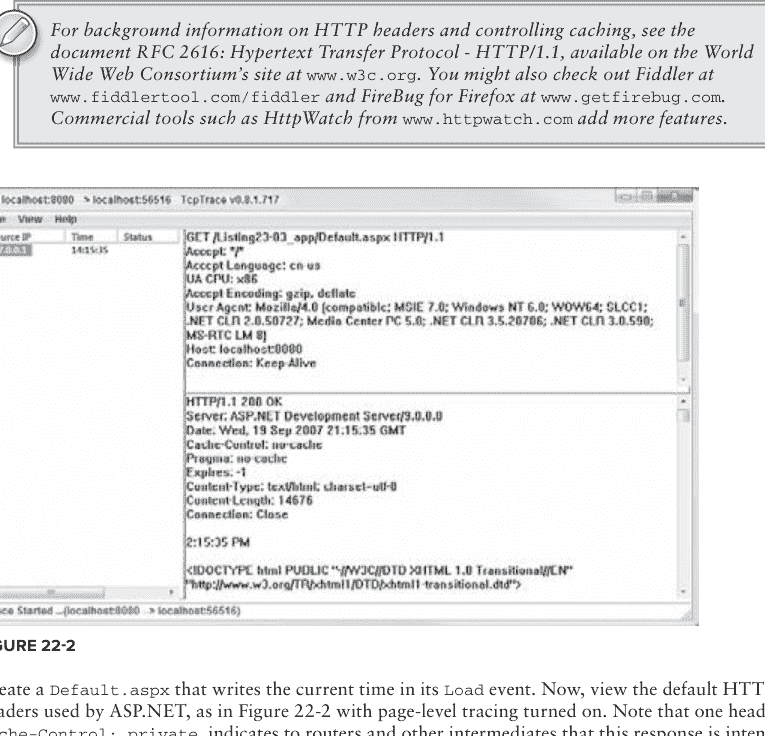 For background information on HTTP headers and controlling caching, see the
document RFC 2616: Hypertext Transfer Protocol - HTTP/1.1, available on the World
Wide Web Consortium's site at www.w3c.org. You might also check out Fiddler at
www.fiddlertool.com/fiddler and FireBug for Firefox at www.getfirebug.com.
Commercial tools such as HttpWatch from www.httpwatch.com add more features.
localhost:8080 > localhost:56516 TcpTrace v0.8.1.717
View Help
urce IP Time Status
7.0.0.1 14:15:35
GET /Listing23-03_app/Default.aspx HTTP/1.1
Accept: */*
Accept Language: en us
UA CPU: x86
Accept Encoding: gzip, deflate
User Agent: Mozilla/4.0 (compatible; MSIE 7.0; Windows NT 6.0; WOW64; SLCC1;
.NET CLR 2.0.50727; Media Center PC 5.0; .NET CLR 3.5.20706; .NET CLR 3.0.590;
MS-RTC LM 8)
Host: localhost:8080
Connection: Keep-Alive
HTTP/1.1 200 OK
Server: ASP.NET Development Server/9.0.0.0
Date: Wed, 19 Sep 2007 21:15:35 GMT
Cache-Control: no-cache
Pragma: no-cache
Expires: -1
Content-Type: text/html; charset=utf-8
Content-Length: 14676
Connection: Close
2:15:35 PM
<!DOCTYPE html PUBLIC "-//W3C//DTD XHTML 1.0 Transitional//EN"
"http://www.w3.org/TR/xhtml1/DTD/xhtml1-transitional.dtd">
ace Started ...(localhost:8080 > localhost:56516)
GURE 22-2
eate a Default.aspx that writes the current time in its Load event. Now, view the default HTT
aders used by ASP.NET, as in Figure 22-2 with page-level tracing turned on. Note that one head
che-Control: private, indicates to routers and other intermediates that this response is inten